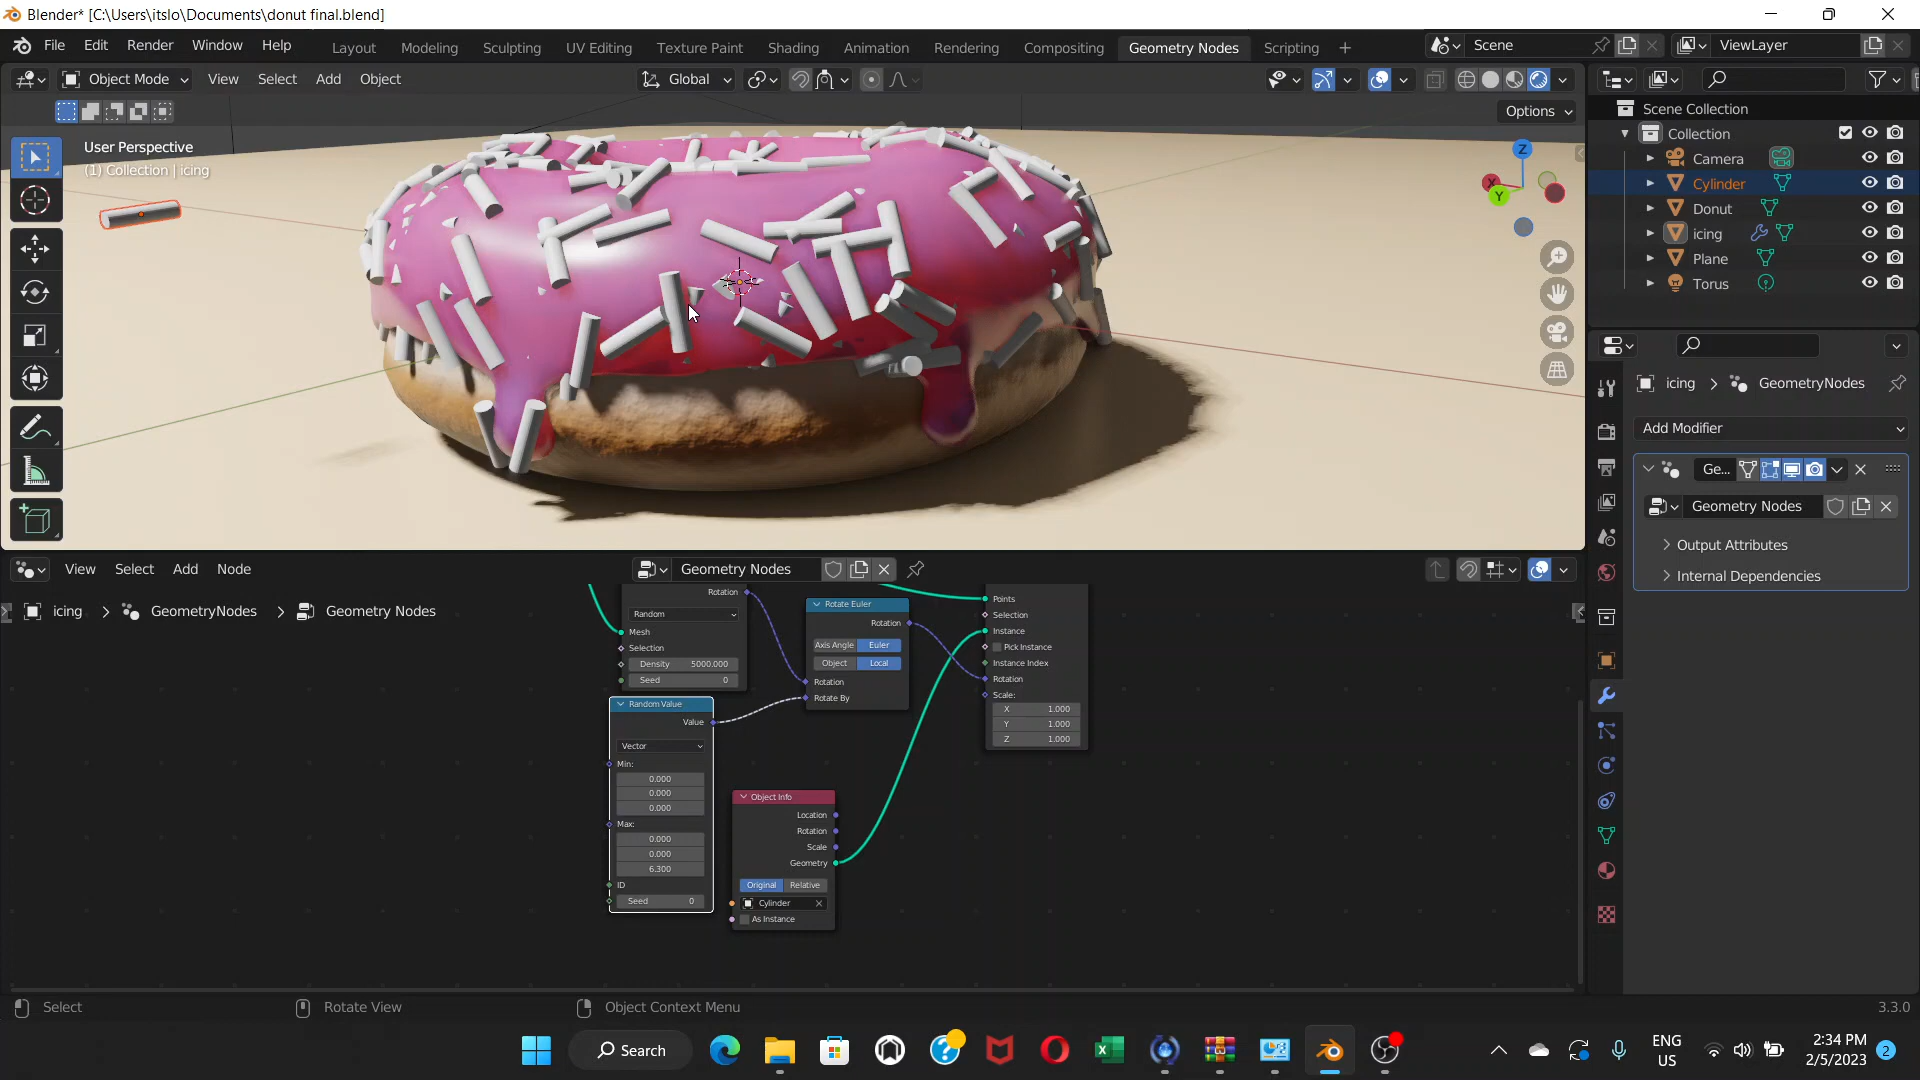 Blender* [C:\Users\itslo\Documents\donut final.blend]
File Edit Render Window Help
Layout Modeling Sculpting UV Editing Texture Paint Shading Animation Rendering Compositing Geometry Nodes Scripting +
Scene
ViewLayer
Object Mode View Select Add Object
Global
Options
User Perspective
(1) Collection | icing
Z
X
Y
Scene Collection
Collection
Camera
Cylinder
Donut
icing
Plane
Torus
icing > GeometryNodes
Add Modifier
Ge...
Geometry Nodes
> Output Attributes
> Internal Dependencies
View Select Add Node
Geometry Nodes
icing > GeometryNodes > Geometry Nodes
Rotation
Random
Mesh
Selection
Density 5000.000
Seed 0
Rotate Euler
Rotation
Axis Angle Euler
Object Local
Rotation
Rotate By
Points
Selection
Instance
Pick Instance
Instance Index
Rotation
Scale:
X 1.000
Y 1.000
Z 1.000
Random Value
Value
Vector
Min:
0.000
0.000
0.000
Max:
0.000
0.000
6.300
ID
Seed 0
Object Info
Location
Rotation
Scale
Geometry
Original Relative
Cylinder
As Instance
Select
Rotate View
Object Context Menu
3.3.0
Search
ENG
US
2:34 PM
2/5/2023
2